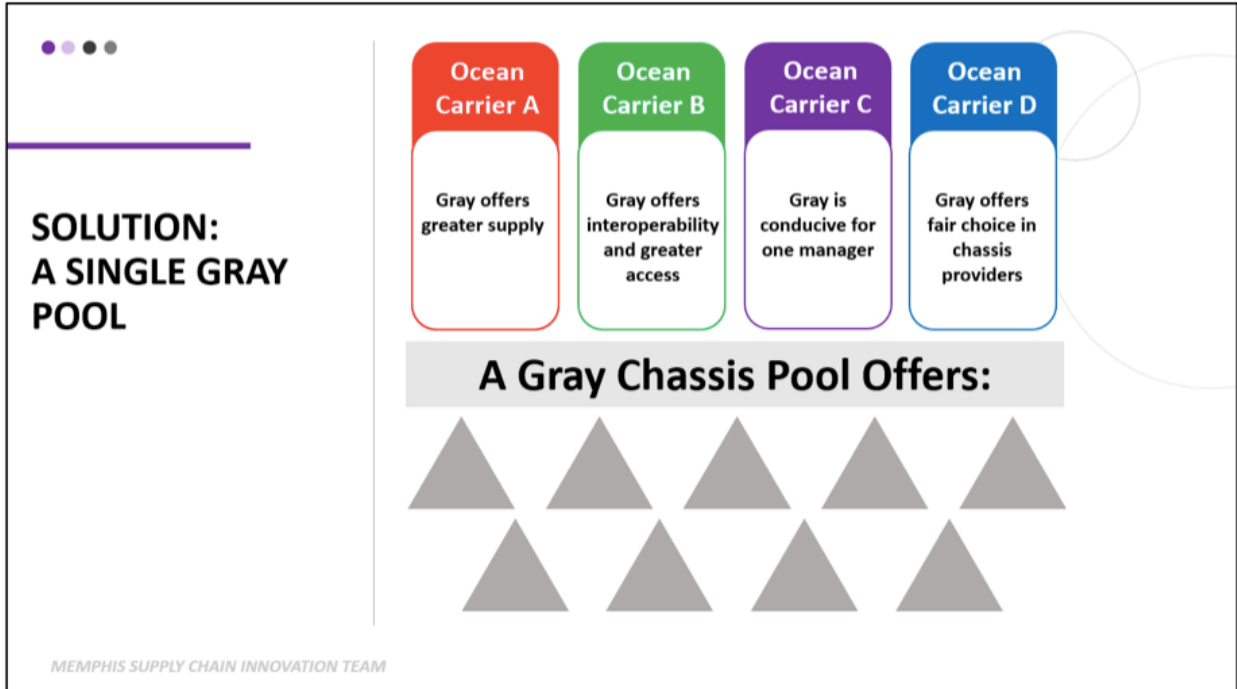 SOLUTION:
A SINGLE GRAY
POOL
Ocean
Carrier A
Gray offers
greater supply
Ocean
Carrier B
Gray offers
interoperability
and greater
access
Ocean
Carrier C
Gray is
conducive for
one manager
Ocean
Carrier D
Gray offers
fair choice in
chassis
providers
A Gray Chassis Pool Offers:
MEMPHIS SUPPLY CHAIN INNOVATION TEAM